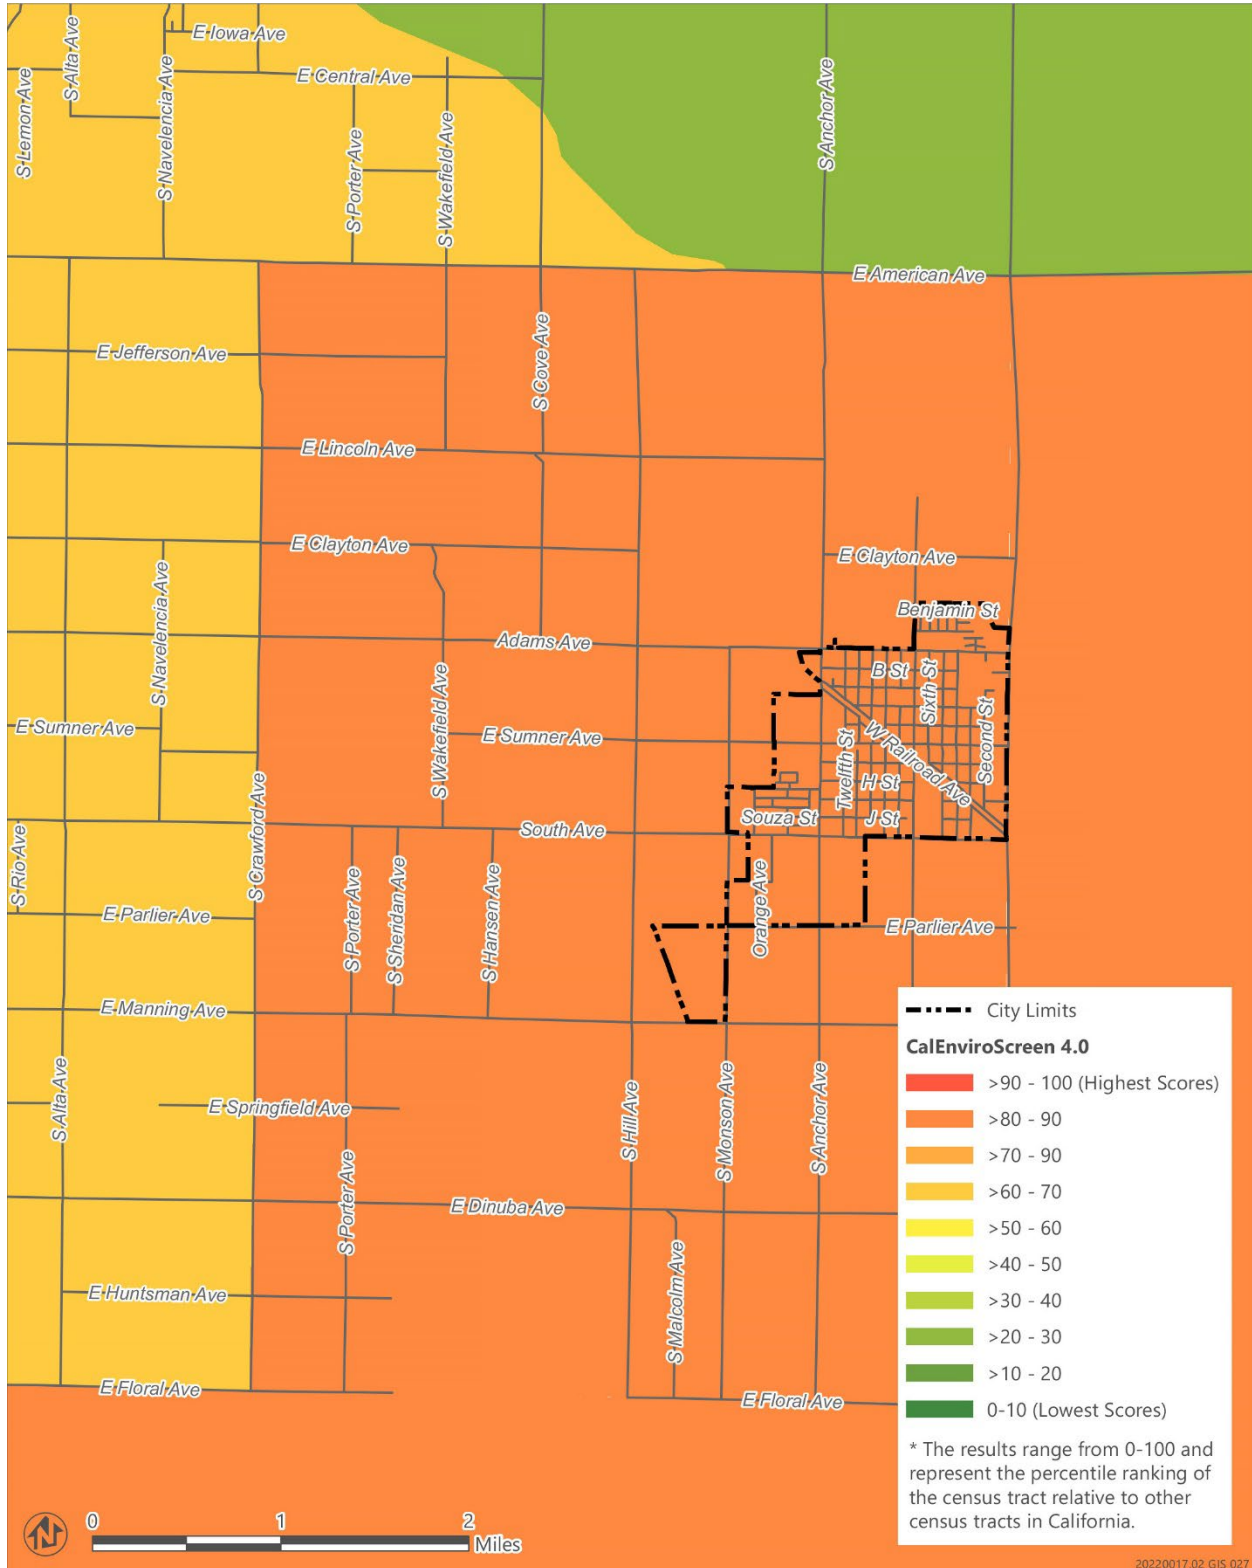 E Iowa Ave
S Alta Ave
E Central Ave
S Lemon Ave
S Navelencia Ave
S Porter Ave
S Wakefield Ave
S Anchor Ave
E American Ave
E Jefferson Ave
S Cove Ave
E Lincoln Ave
E Clayton Ave
E Clayton Ave
S Navelencia Ave
Benjamin St
Adams Ave
B St
Sixth St
S Wakefield Ave
Second St
E Sumner Ave
E Sumner Ave
Twelfth St
W Railroad Ave
H St
S Crawford Ave
South Ave
Souza St
J St
S Rio Ave
S Porter Ave
S Sheridan Ave
S Hansen Ave
Orange Ave
E Parlier Ave
E Parlier Ave
E Manning Ave
S Alta Ave
E Springfield Ave
S Hill Ave
S Monson Ave
S Anchor Ave
S Porter Ave
E Dinuba Ave
E Huntsman Ave
S Malcolm Ave
E Floral Ave
E Floral Ave
City Limits
CalEnviroScreen 4.0
>90 - 100 (Highest Scores)
>80 - 90
>70 - 90
>60 - 70
>50 - 60
>40 - 50
>30 - 40
>20 - 30
>10 - 20
0-10 (Lowest Scores)
* The results range from 0-100 and
represent the percentile ranking of
the census tract relative to other
census tracts in California.
N
0 1 2
Miles
20220017.02 GIS 027